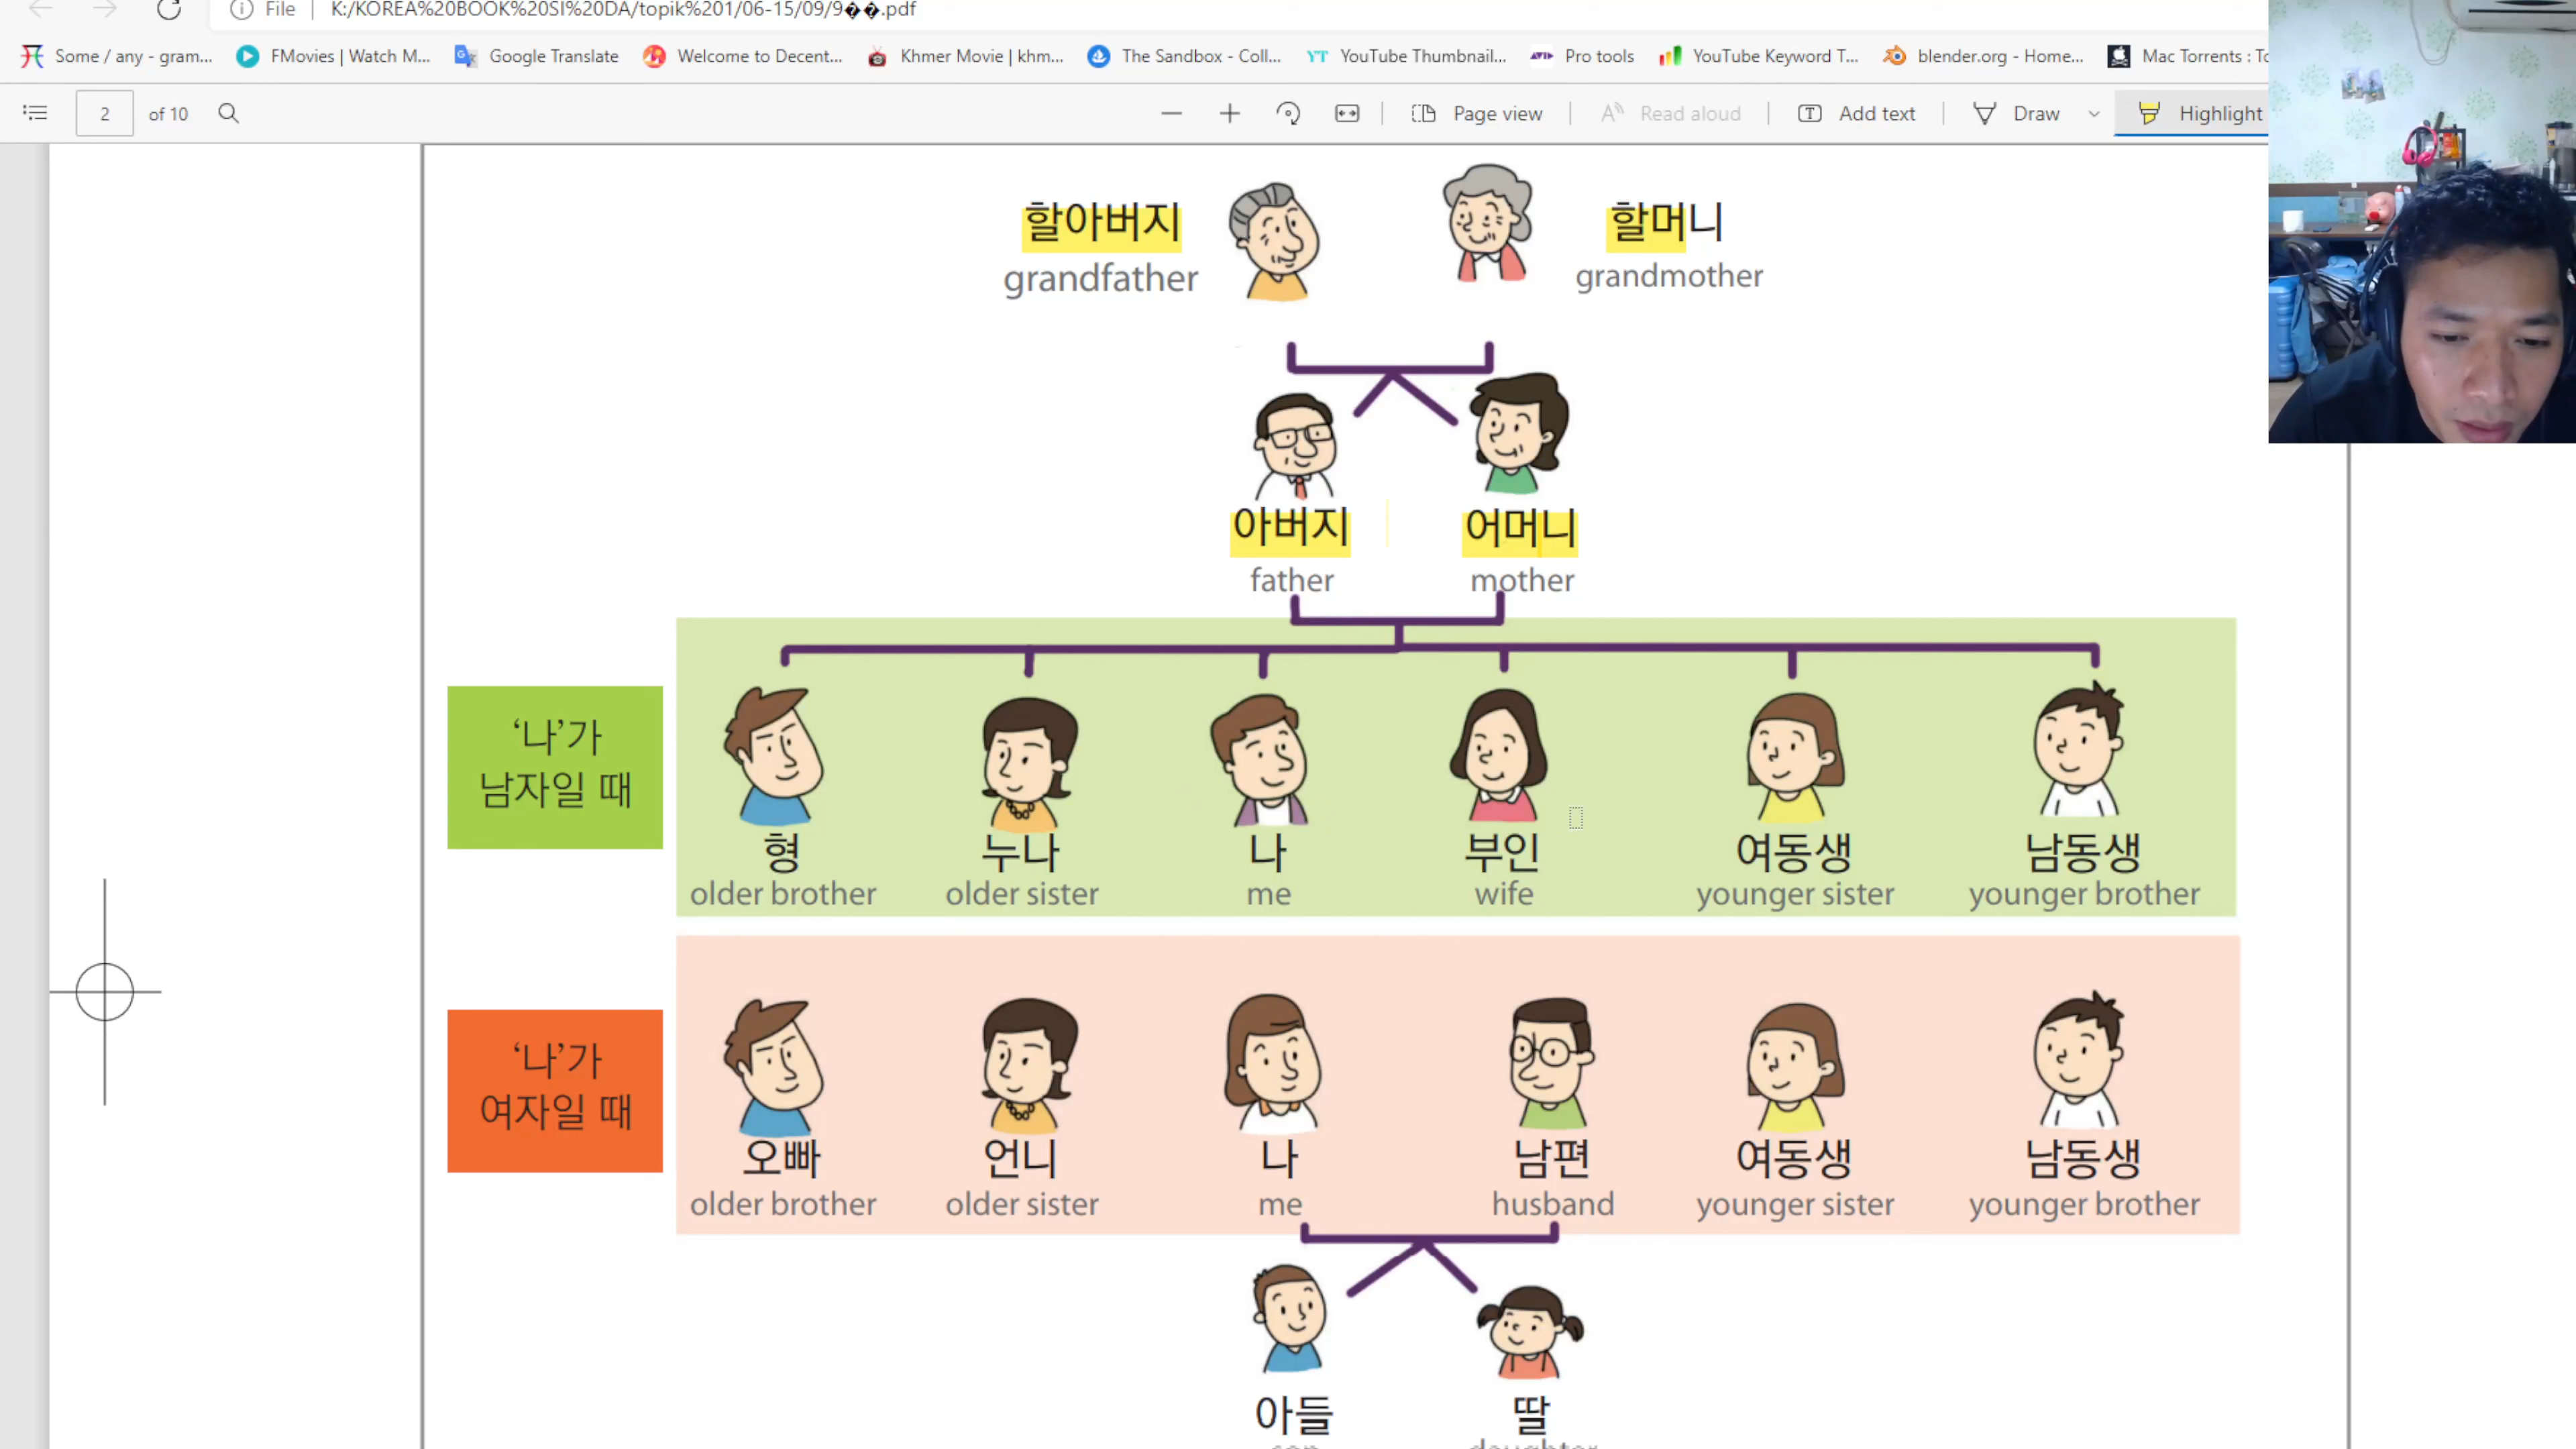 File | K:/KOREA%20BOOK%20SI%20DA/topik%201/06-15/09/9��.pdf
Some / any - gram... FMovies | Watch M... Google Translate Welcome to Decent... Khmer Movie | khm... The Sandbox - Coll... YT YouTube Thumbnail... AVID Pro tools YouTube Keyword T... blender.org - Home... Mac Torrents : To
2 of 10 Page view Read aloud Add text Draw Highlight
할아버지 할머니
grandfather grandmother
아버지 어머니
father mother
‘나’가
남자일 때
형 누나 나 부인 여동생 남동생
older brother older sister me wife younger sister younger brother
‘나’가
여자일 때
오빠 언니 나 남편 여동생 남동생
older brother older sister me husband younger sister younger brother
아들 딸
son daughter